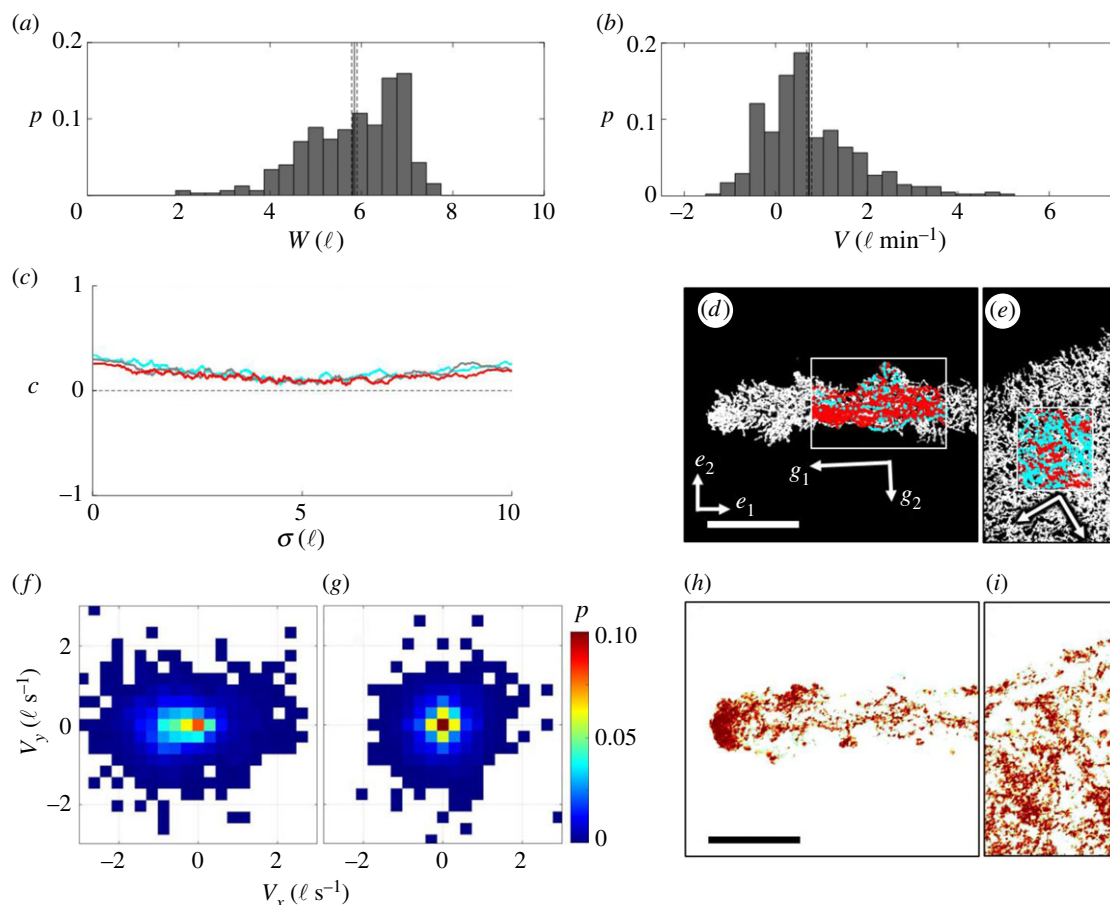 (a)
0.2
p
0.1
0
2
4
6
8
10
W (ℓ)
(b)
0.2
p
0.1
0
−2
0
2
4
6
V (ℓ min⁻¹)
(c)
1
c
0
−1
0
5
10
σ (ℓ)
(d)
e₂
e₁
g₁
g₂
(e)
(f)
V_y (ℓ s⁻¹)
2
0
−2
−2
0
2
(g)
−2
0
2
V_x (ℓ s⁻¹)
p
0.10
0.05
0
(h)
(i)